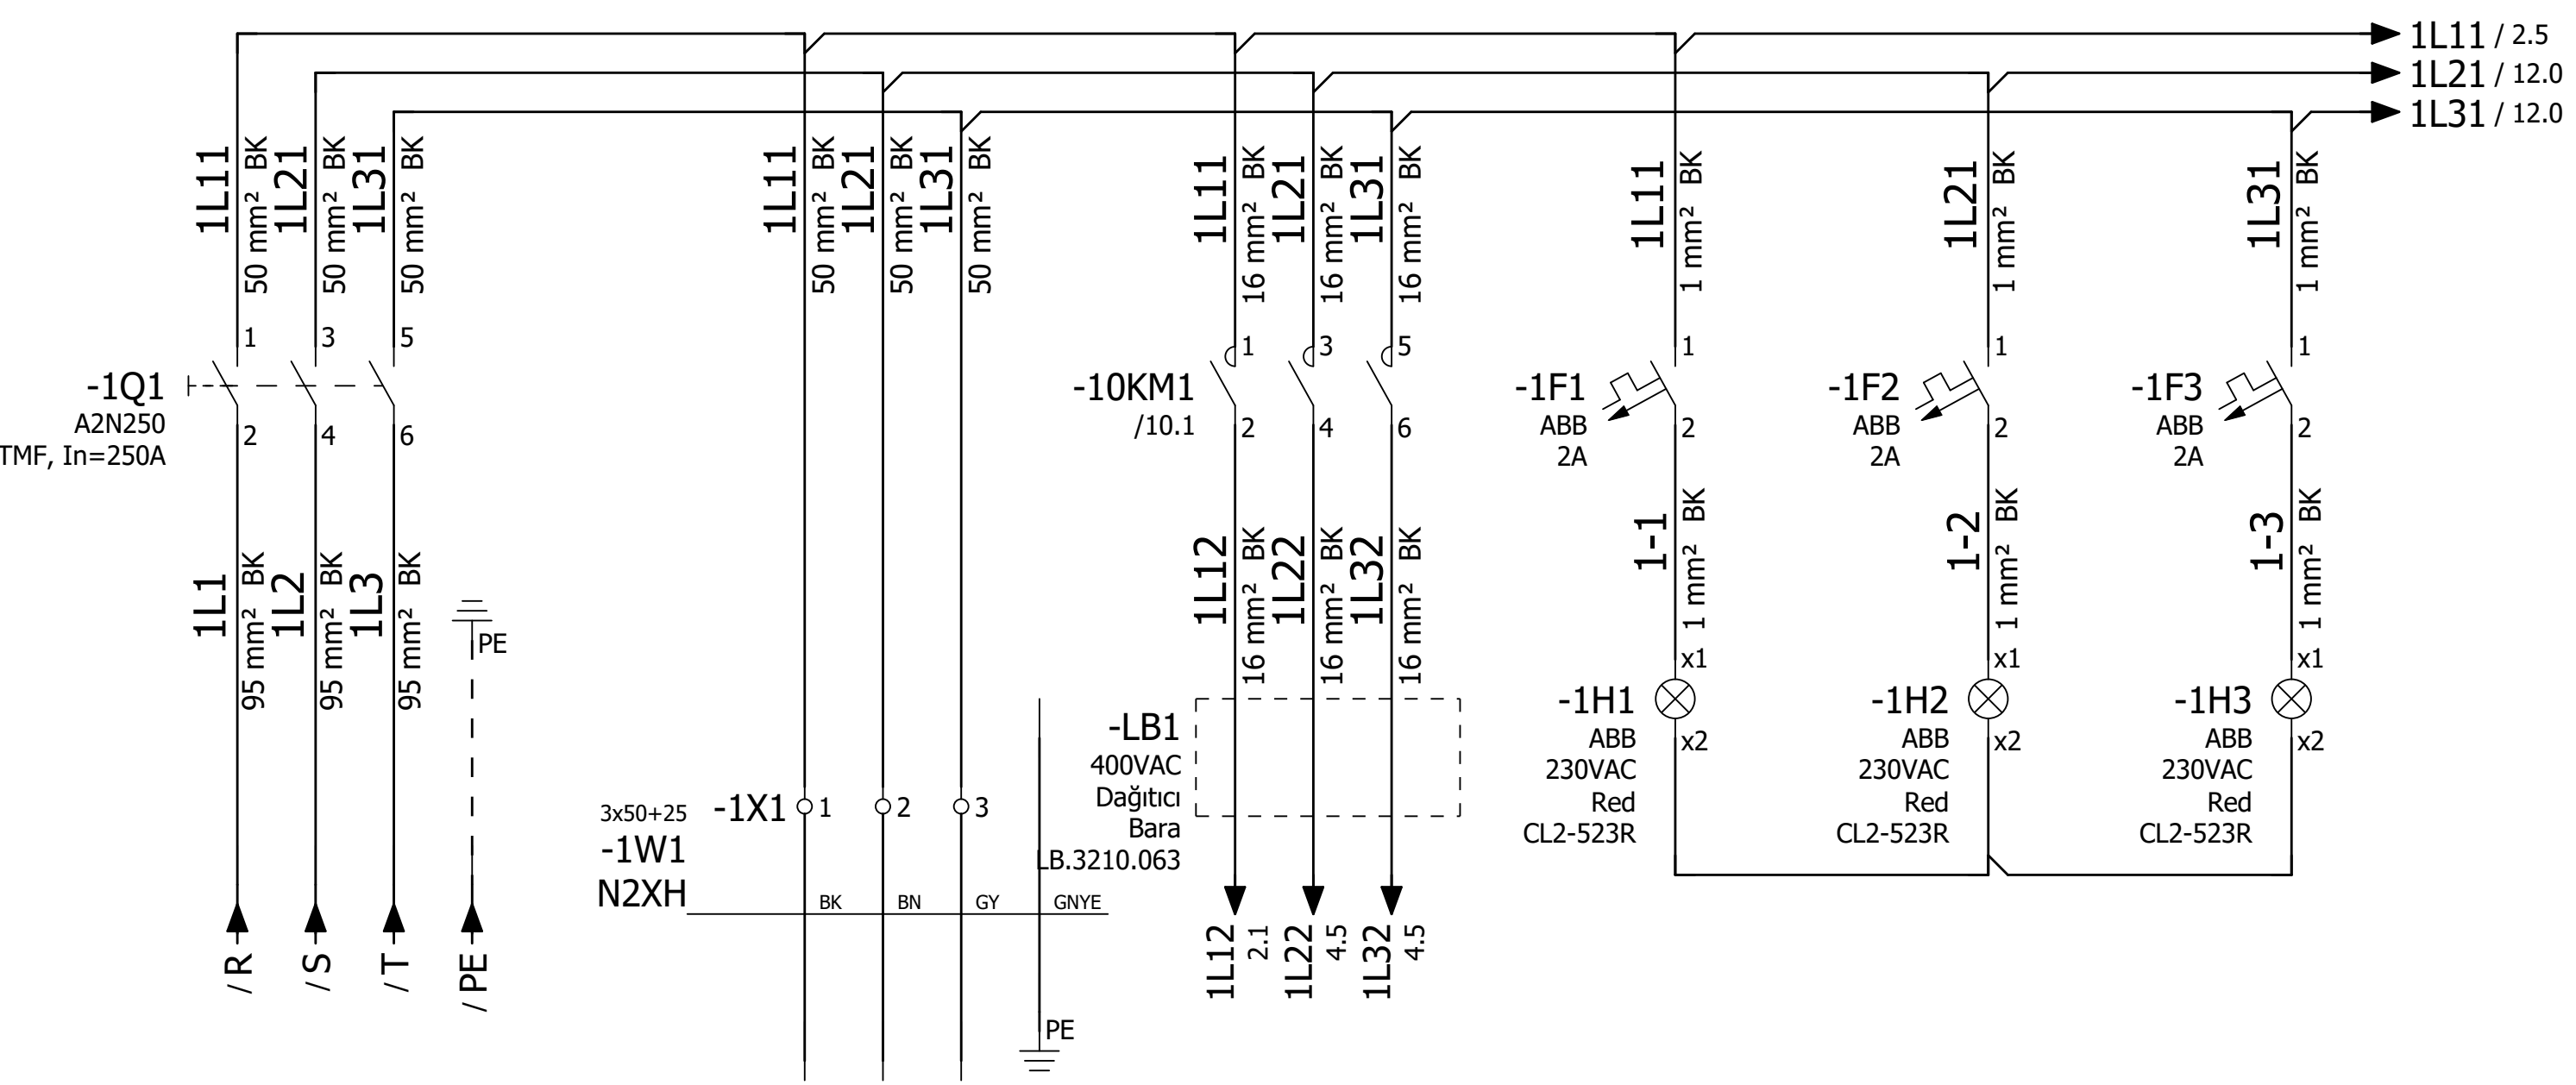 1L11 / 2.5
1L21 / 12.0
1L31 / 12.0
1L11
50 mm² BK
1L21
50 mm² BK
1L31
50 mm² BK
1L11
50 mm² BK
1L21
50 mm² BK
1L31
50 mm² BK
1L11
16 mm² BK
1L21
16 mm² BK
1L31
16 mm² BK
1L11
1 mm² BK
1L21
1 mm² BK
1L31
1 mm² BK
-1Q1
A2N250
TMF, In=250A
1
3
5
2
4
6
-10KM1
/10.1
1
3
5
2
4
6
-1F1
ABB
2A
1
2
-1F2
ABB
2A
1
2
-1F3
ABB
2A
1
2
1L1
95 mm² BK
1L2
95 mm² BK
1L3
95 mm² BK
PE
1L12
16 mm² BK
1L22
16 mm² BK
1L32
16 mm² BK
1-1
1 mm² BK
1-2
1 mm² BK
1-3
1 mm² BK
3x50+25
-1W1
N2XH
-1X1
1
2
3
BK
BN
GY
GNYE
-LB1
400VAC
Dağıtıcı
Bara
LB.3210.063
-1H1
ABB
230VAC
Red
CL2-523R
x1
x2
-1H2
ABB
230VAC
Red
CL2-523R
x1
x2
-1H3
ABB
230VAC
Red
CL2-523R
x1
x2
/ R
/ S
/ T
/ PE
PE
1L12
2.1
1L22
4.5
1L32
4.5